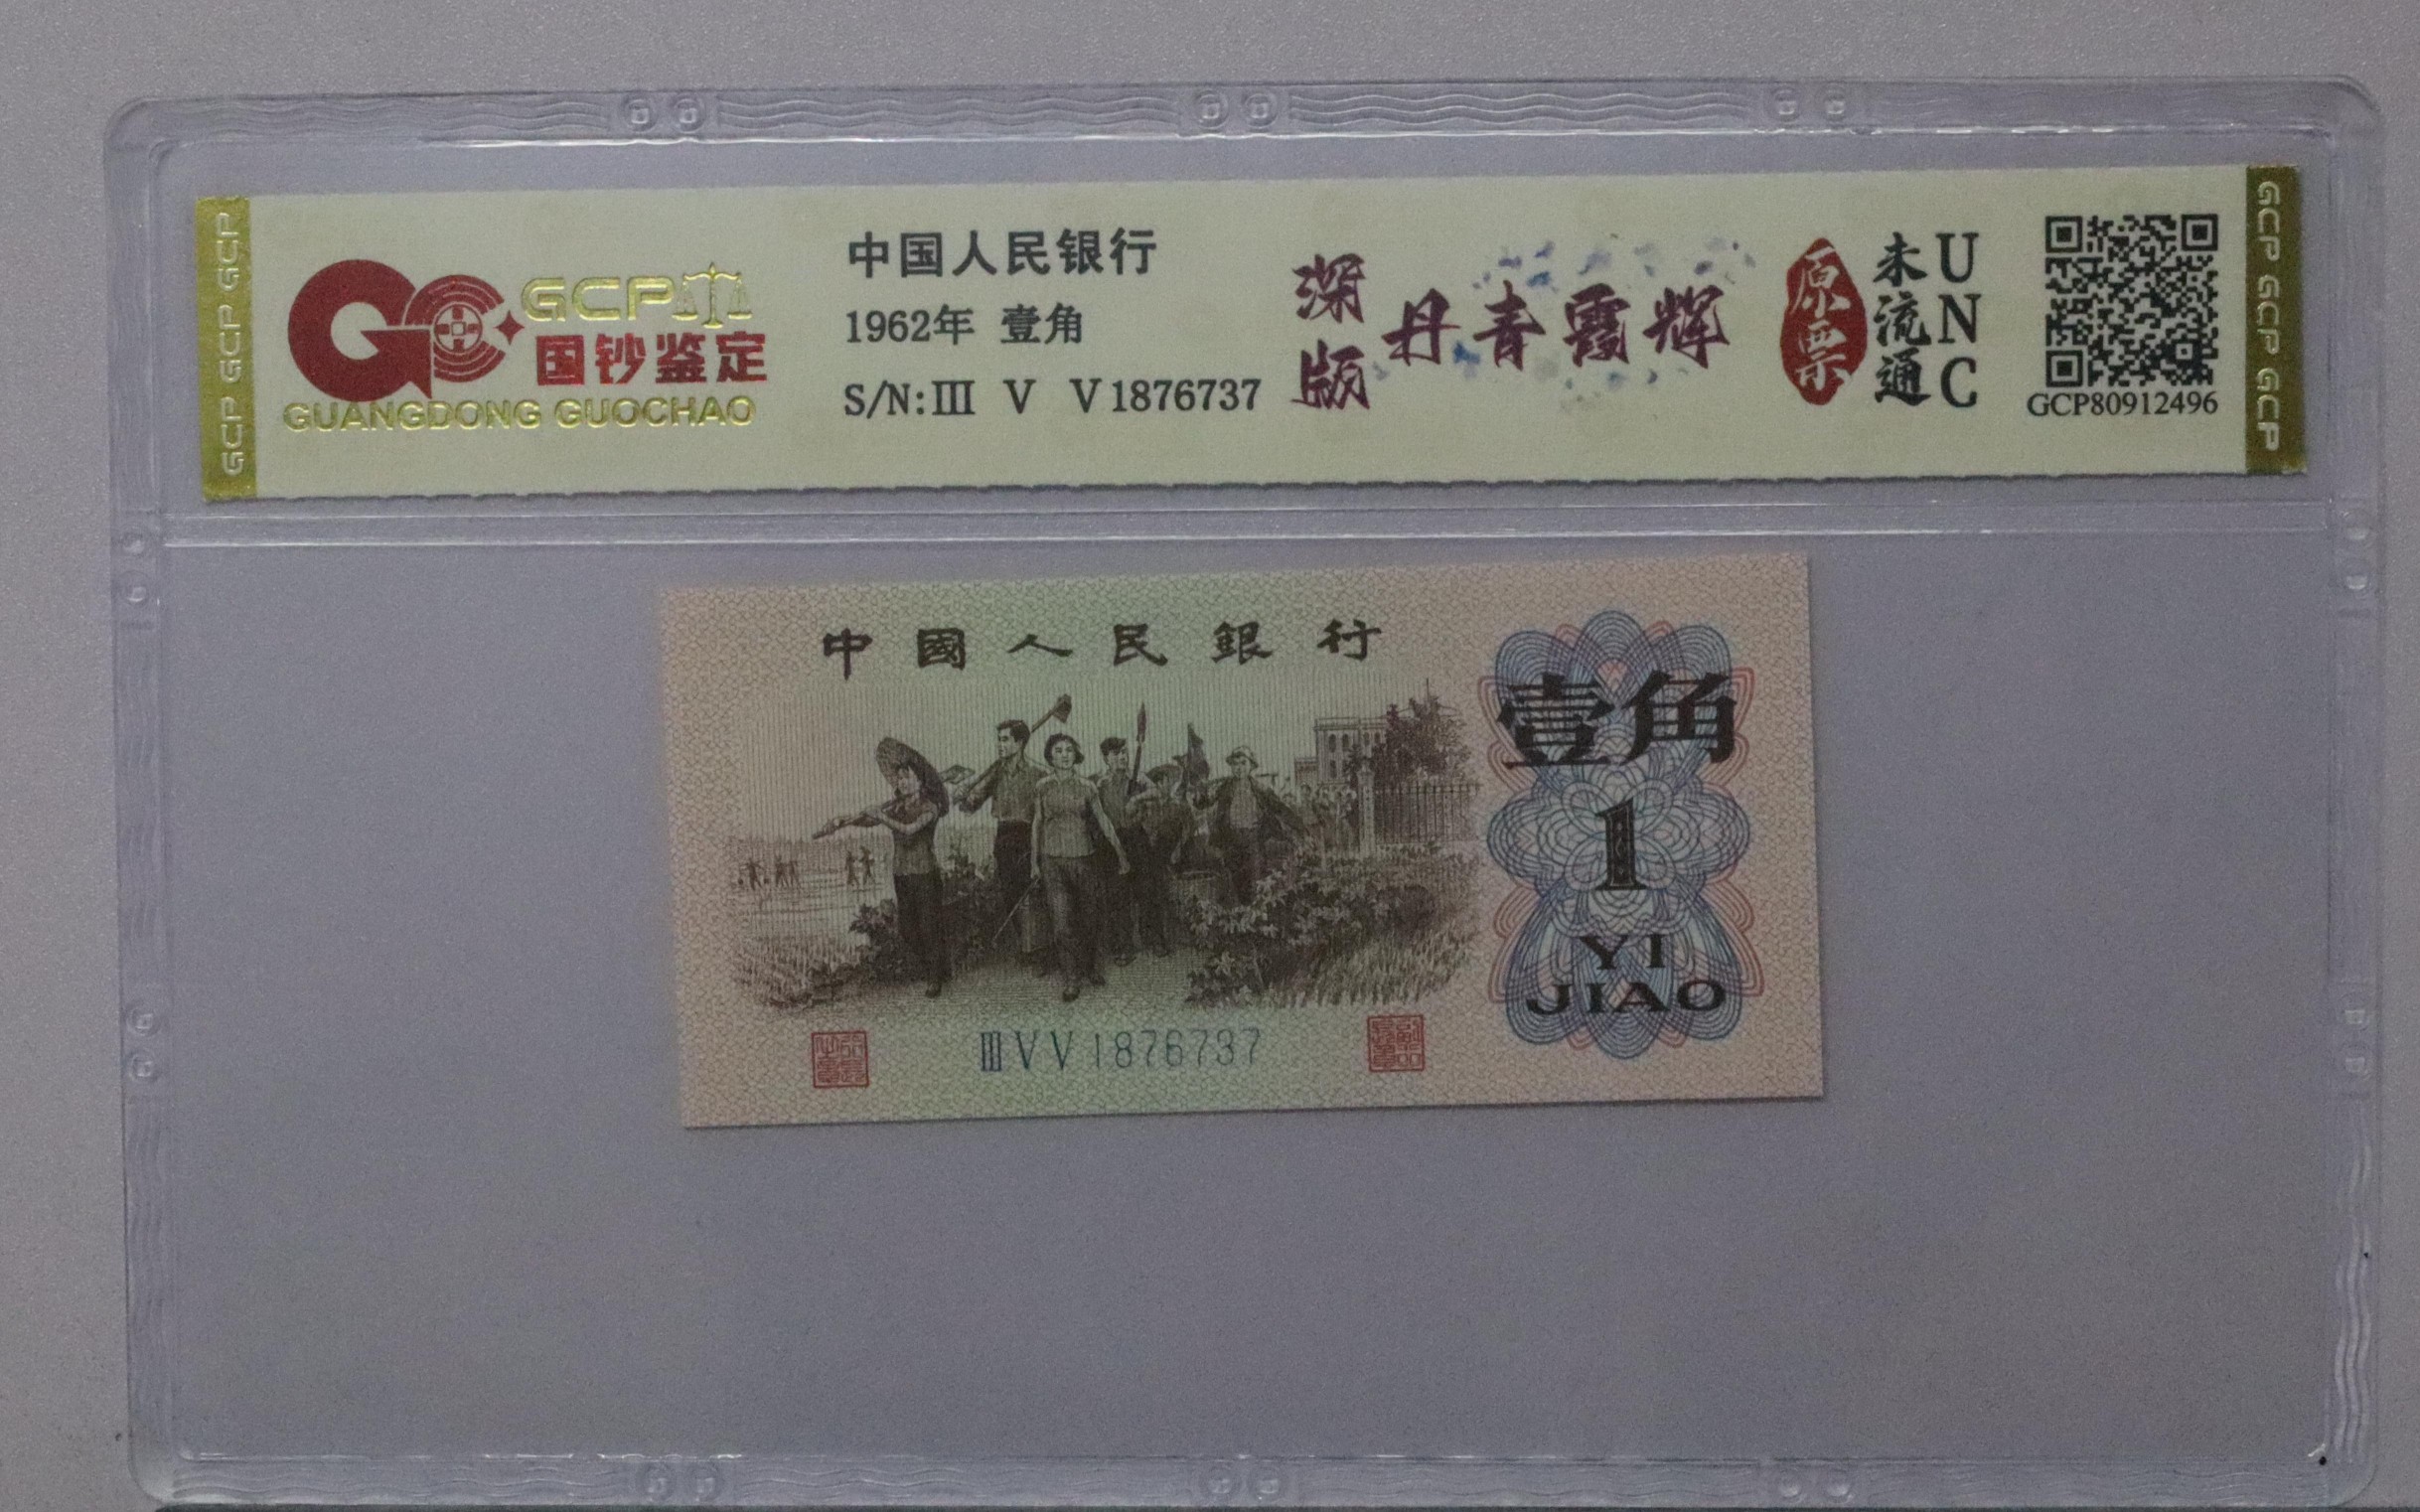 GCP GCP GCP
GCP
国钞鉴定
GUANGDONG GUOCHAO
中国人民银行
1962年 壹角
S/N:Ⅲ V V 1876737
深版
丹青霞辉
原票
未流通
UNC
GCP80912496
GCP GCP GCP
中國人民銀行
壹角
1
YI
JIAO
ⅢVV1876737